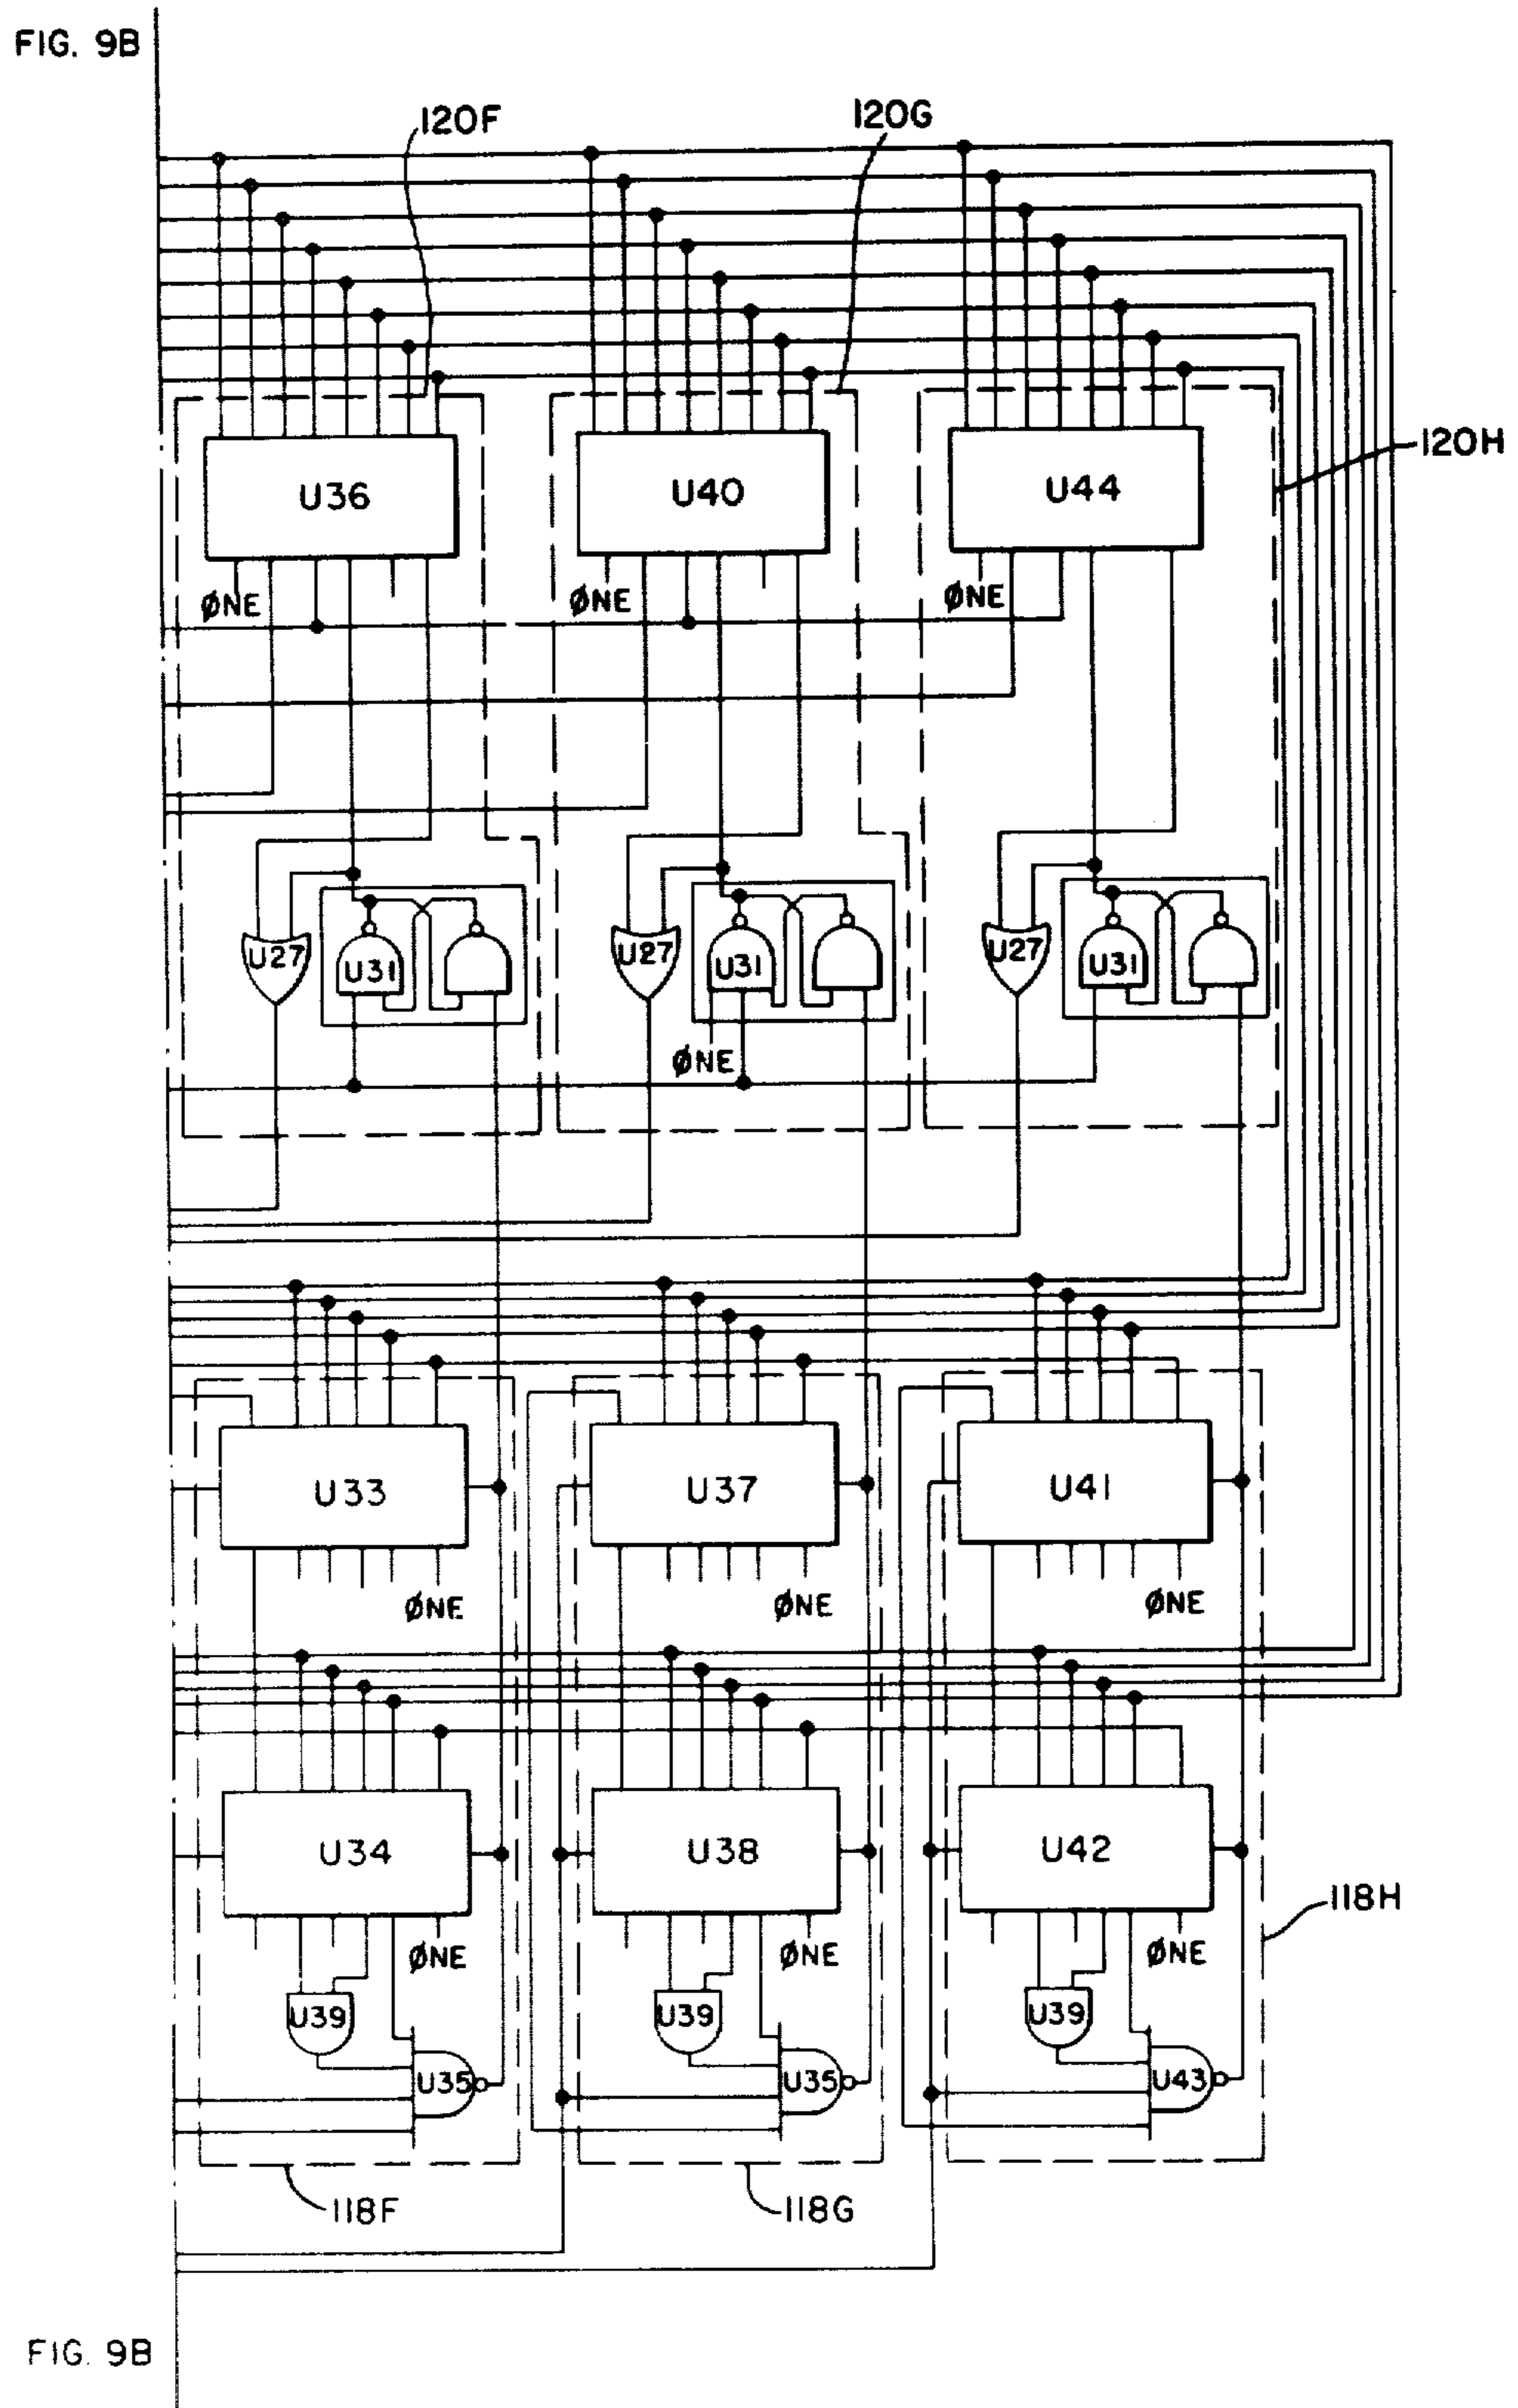 FIG. 9B
120F
120G
120H
U36
U40
U44
ØNE
ØNE
ØNE
U27
U31
U27
U31
U27
U31
ØNE
U33
U37
U41
ØNE
ØNE
ØNE
U34
U38
U42
118H
ØNE
ØNE
ØNE
U39
U39
U39
U35
U35
U43
118F
118G
FIG. 9B